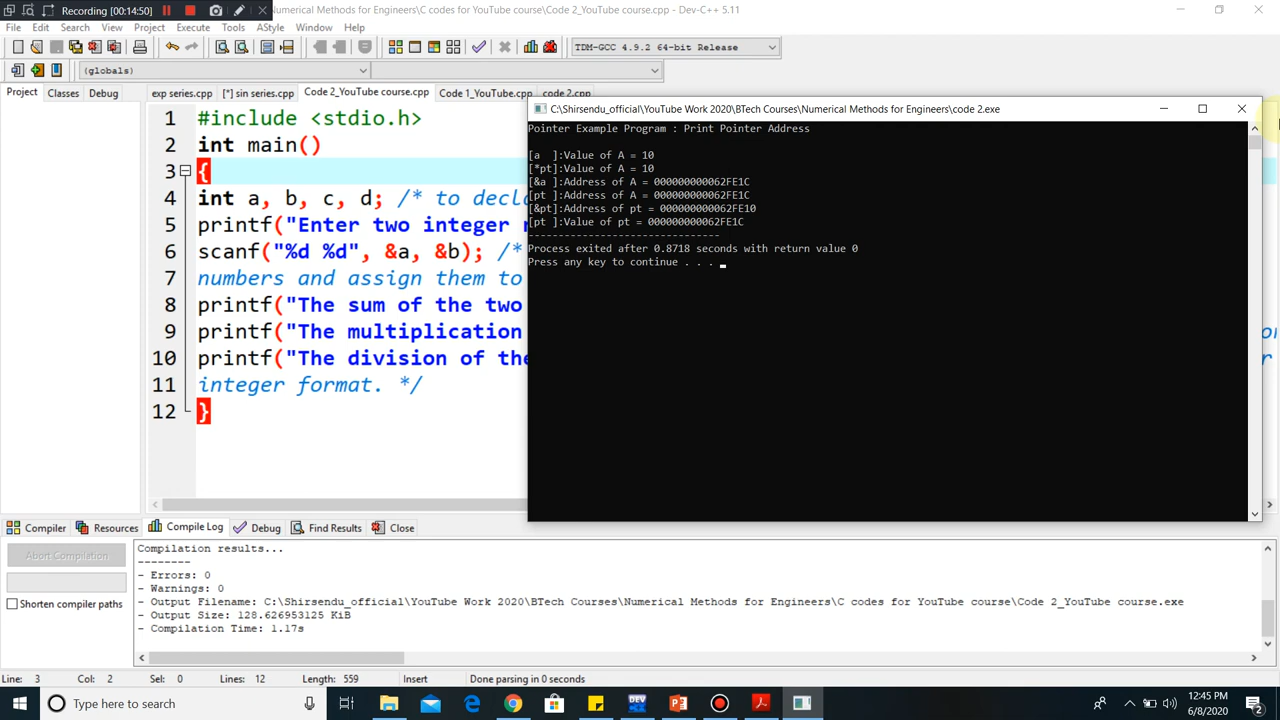 Recording [00:14:50]
Numerical Methods for Engineers\C codes for YouTube course\Code 2_YouTube course.cpp - Dev-C++ 5.11
File Edit Search View Project Execute Tools AStyle Window Help
TDM-GCC 4.9.2 64-bit Release
(globals)
Project Classes Debug
exp series.cpp [*] sin series.cpp Code 2_YouTube course.cpp Code 1_YouTube.cpp code 2.cpp
1 #include <stdio.h>
2 int main()
3 {
4 int a, b, c, d; /* to decla
5 printf("Enter two integer
6 scanf("%d %d", &a, &b); /*
7 numbers and assign them to
8 printf("The sum of the two
9 printf("The multiplication
10 printf("The division of the
11 integer format. */
12 }
C:\Shirsendu_official\YouTube Work 2020\BTech Courses\Numerical Methods for Engineers\code 2.exe
Pointer Example Program : Print Pointer Address
[a ]:Value of A = 10
[*pt]:Value of A = 10
[&a ]:Address of A = 000000000062FE1C
[pt ]:Address of A = 000000000062FE1C
[&pt]:Address of pt = 000000000062FE10
[pt ]:Value of pt = 000000000062FE1C
--------------------------------
Process exited after 0.8718 seconds with return value 0
Press any key to continue . . .
Compiler Resources Compile Log Debug Find Results Close
Abort Compilation
Shorten compiler paths
Compilation results...
--------
- Errors: 0
- Warnings: 0
- Output Filename: C:\Shirsendu_official\YouTube Work 2020\BTech Courses\Numerical Methods for Engineers\C codes for YouTube course\Code 2_YouTube course.exe
- Output Size: 128.626953125 KiB
- Compilation Time: 1.17s
Line: 3 Col: 2 Sel: 0 Lines: 12 Length: 559 Insert Done parsing in 0 seconds
Type here to search
DEV
12:45 PM
6/8/2020
2